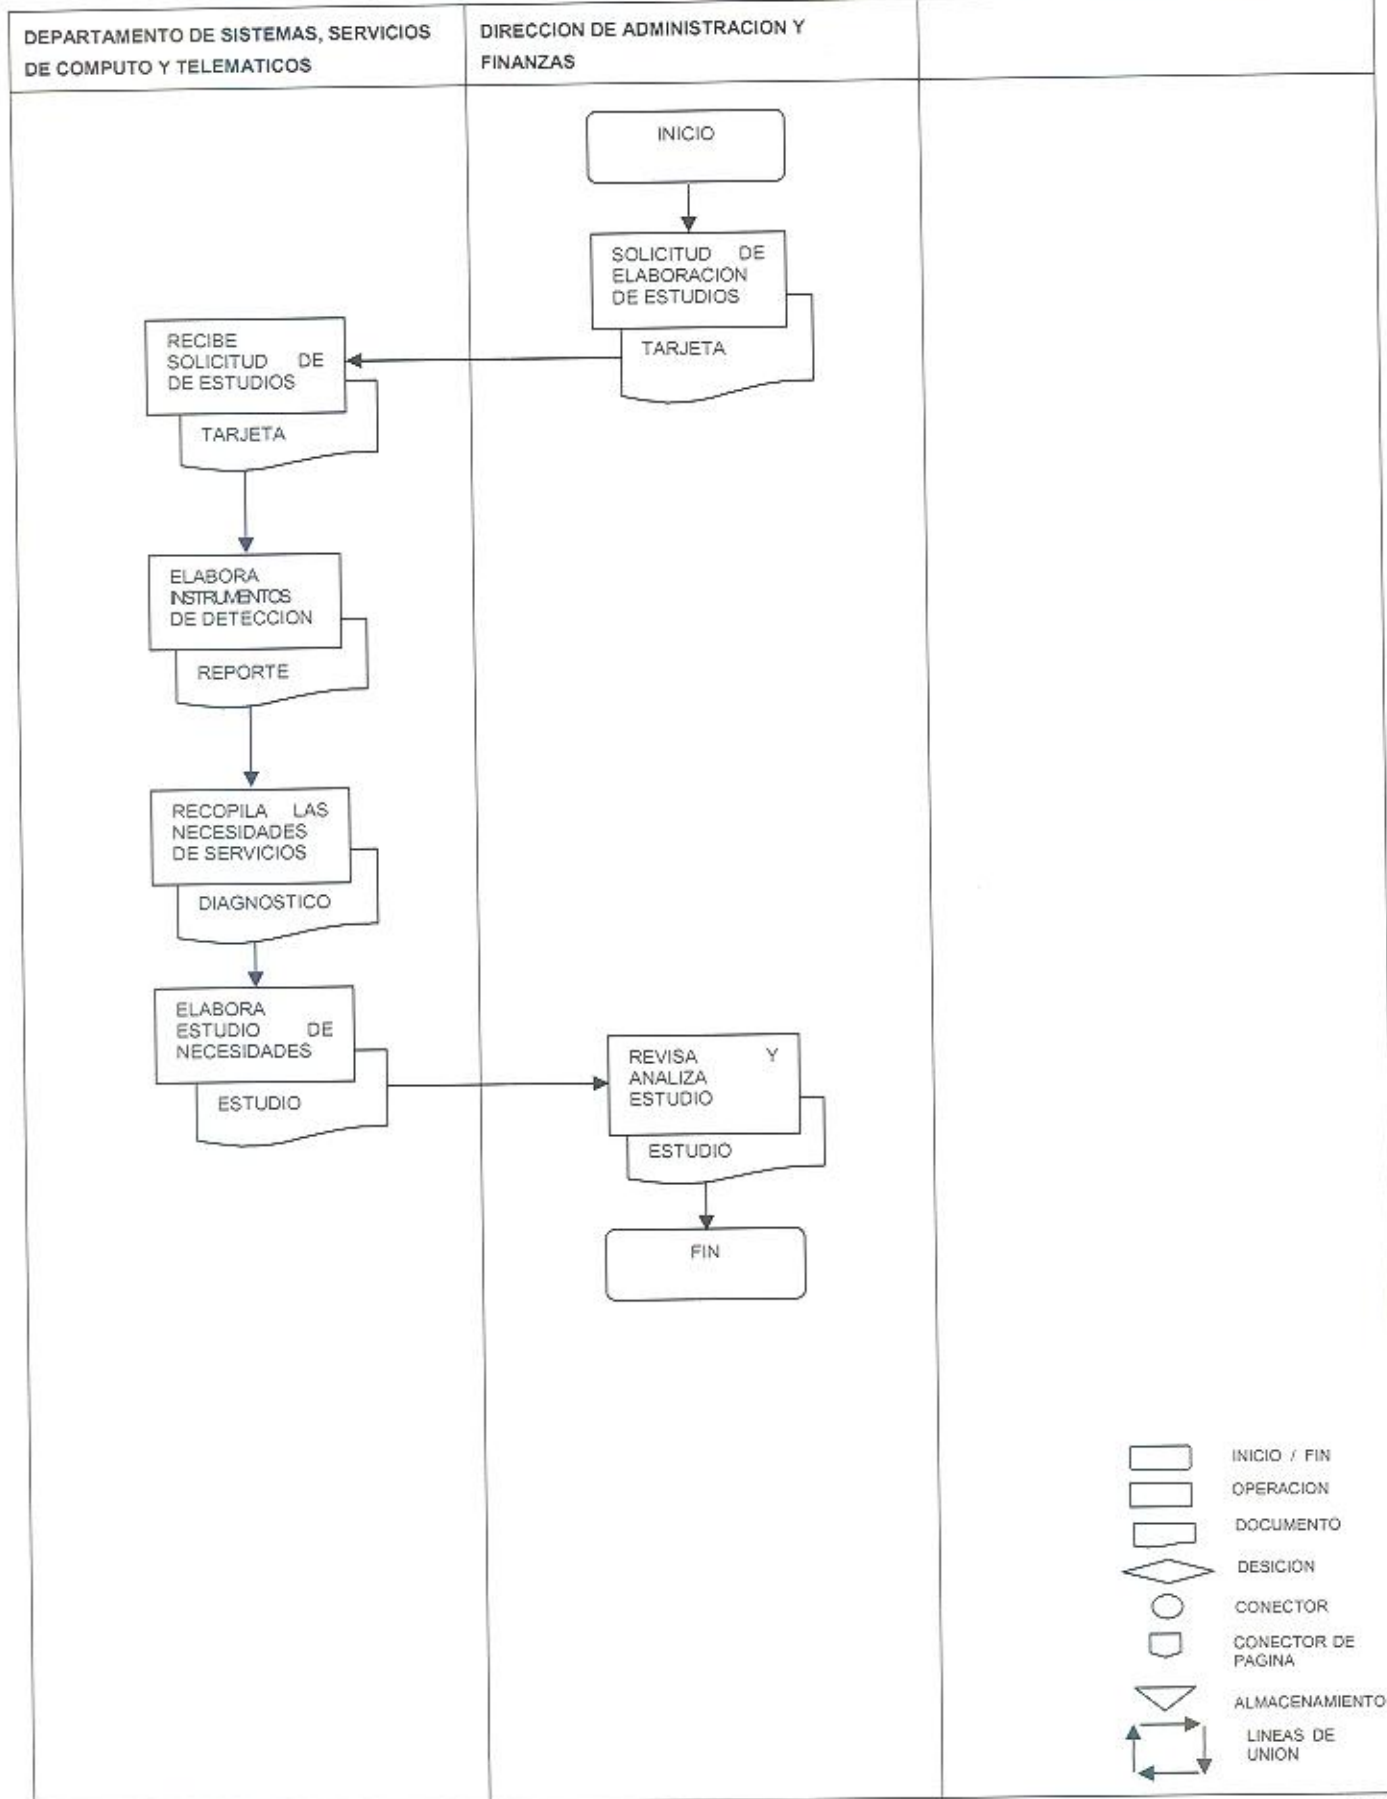 DEPARTAMENTO DE SISTEMAS, SERVICIOS
DE COMPUTO Y TELEMATICOS
DIRECCION DE ADMINISTRACION Y
FINANZAS
INICIO
SOLICITUD DE
ELABORACION
DE ESTUDIOS
TARJETA
RECIBE
SOLICITUD DE
DE ESTUDIOS
TARJETA
ELABORA
INSTRUMENTOS
DE DETECCION
REPORTE
RECOPILA LAS
NECESIDADES
DE SERVICIOS
DIAGNOSTICO
ELABORA
ESTUDIO DE
NECESIDADES
ESTUDIO
REVISA Y
ANALIZA
ESTUDIO
ESTUDIO
FIN
INICIO / FIN
OPERACION
DOCUMENTO
DESICION
CONECTOR
CONECTOR DE
PAGINA
ALMACENAMIENTO
LINEAS DE
UNION